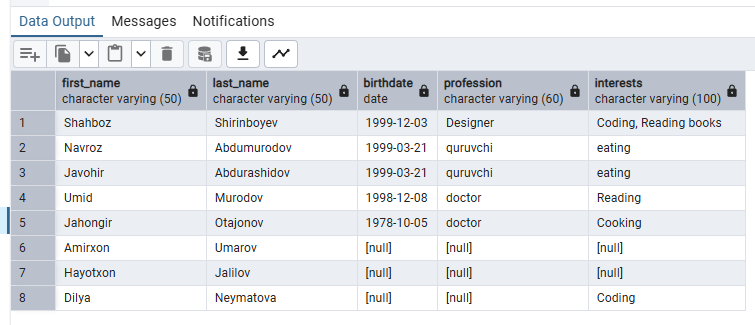 Data Output Messages Notifications
first_name last_name birthdate profession interests
character varying (50) character varying (50) date character varying (60) character varying (100)
1 Shahboz Shirinboyev 1999-12-03 Designer Coding, Reading books
2 Navroz Abdumurodov 1999-03-21 quruvchi eating
3 Javohir Abdurashidov 1999-03-21 quruvchi eating
4 Umid Murodov 1998-12-08 doctor Reading
5 Jahongir Otajonov 1978-10-05 doctor Cooking
6 Amirxon Umarov [null] [null] [null]
7 Hayotxon Jalilov [null] [null] [null]
8 Dilya Neymatova [null] [null] Coding